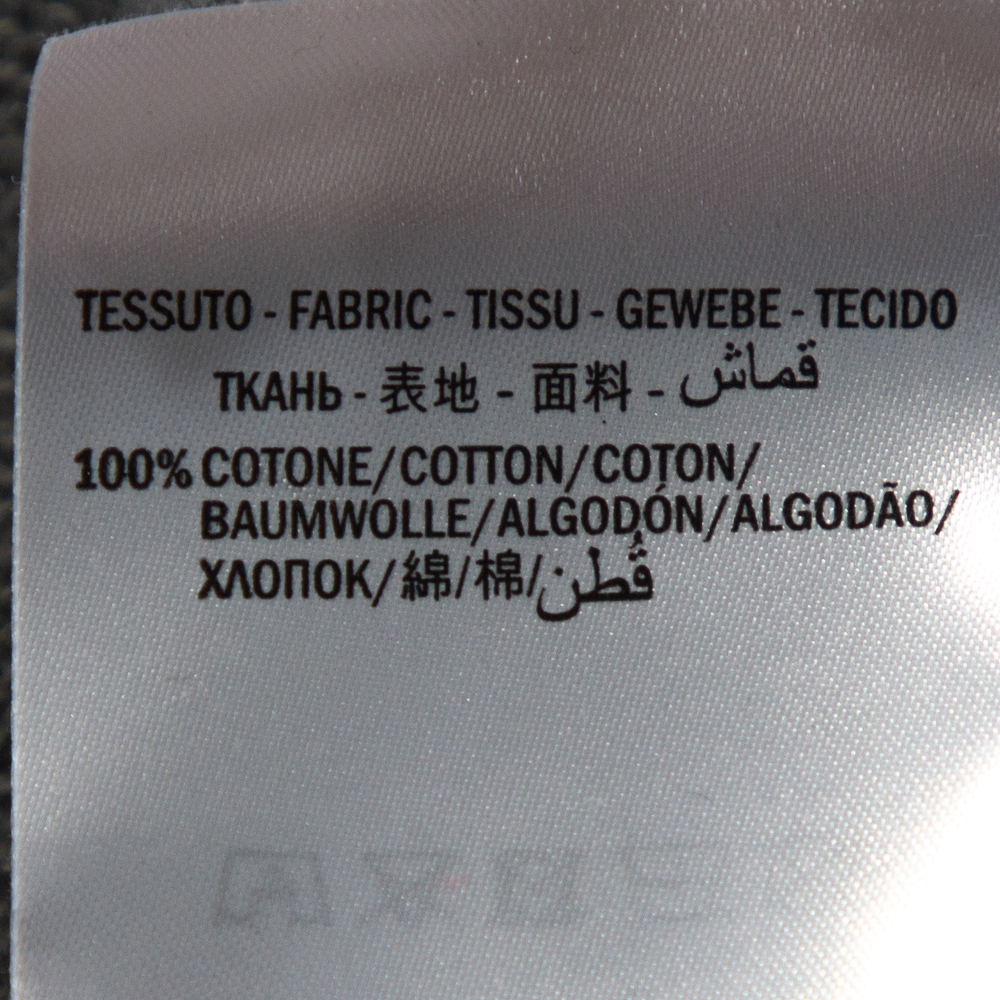 TESSUTO - FABRIC - TISSU - GEWEBE - TECIDO
ТКАНЬ - 表地 - 面料 - قماش
100% COTONE/COTTON/COTON/
BAUMWOLLE/ALGODÓN/ALGODÃO/
ХЛОПОК/綿/棉/قُطن